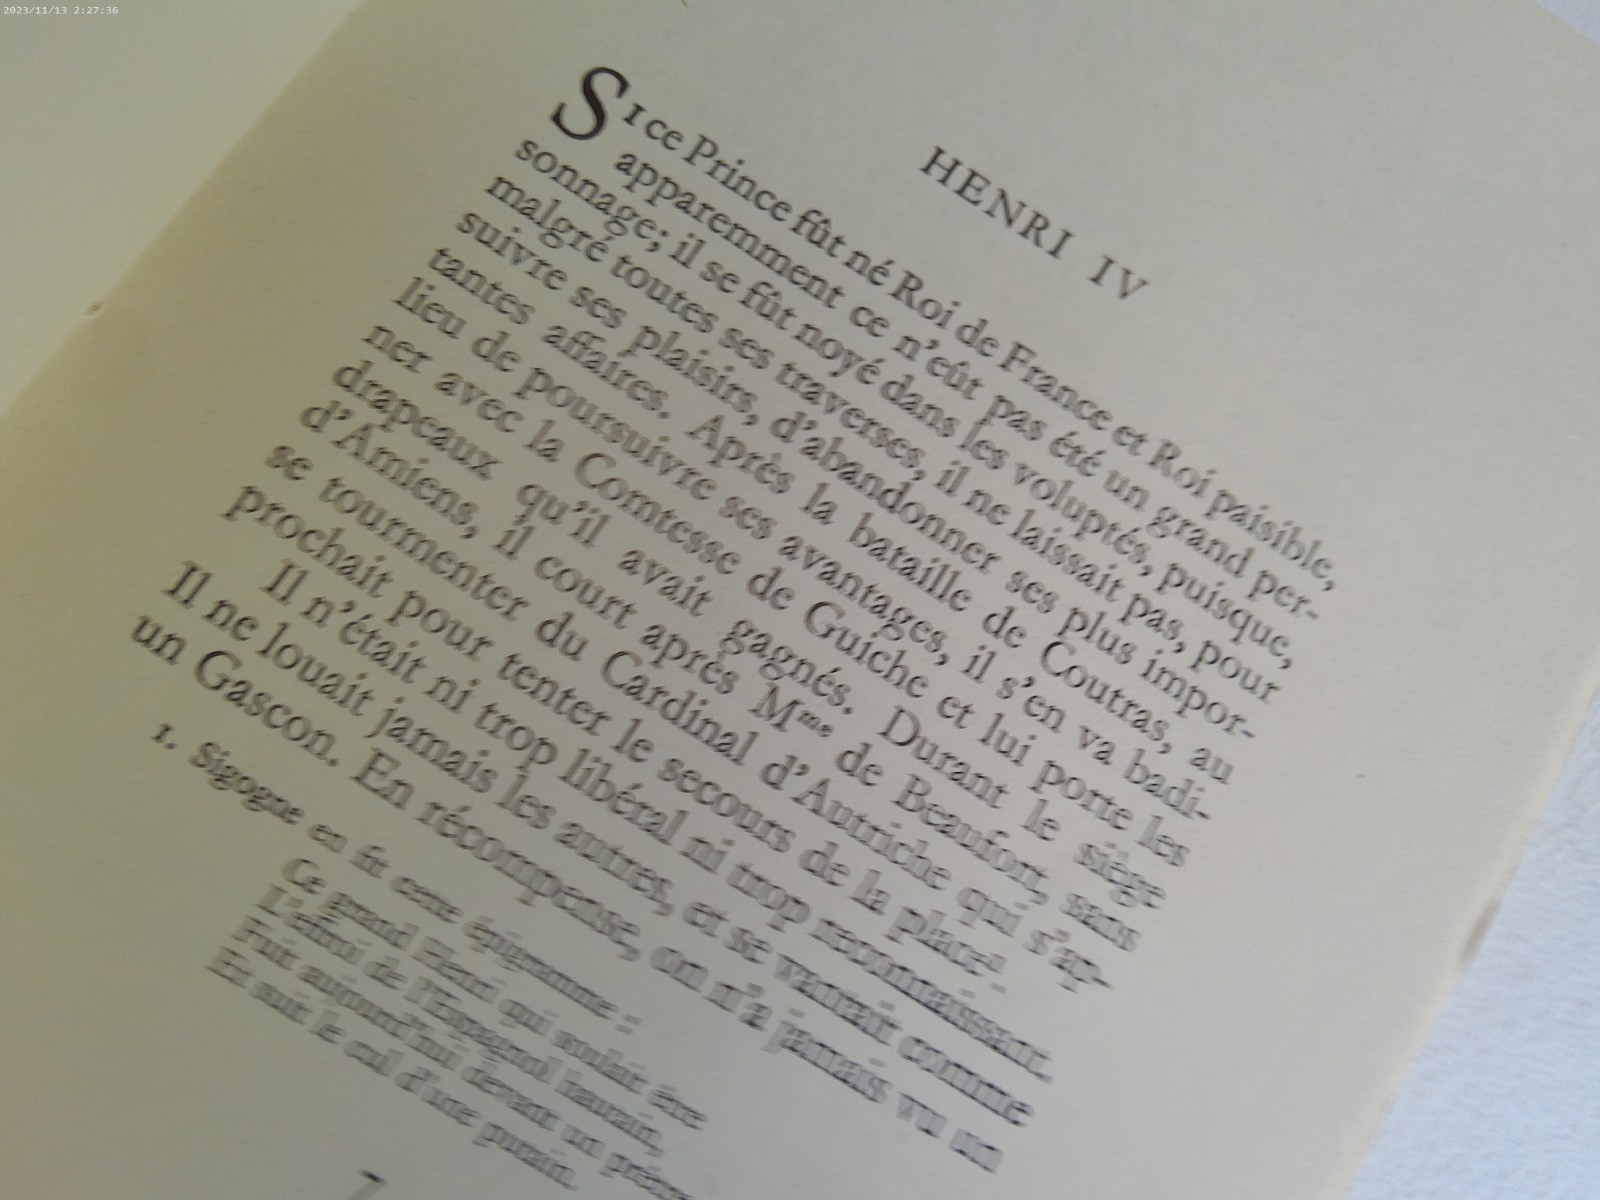 2023/11/13 2:27:36
HENRI IV
SI ce Prince fût né Roi de France et Roi paisible,
apparemment ce n'eût pas été un grand per-
sonnage; il se fût noyé dans les voluptés, puisque,
malgré toutes ses traverses, il ne laissait pas, pour
suivre ses plaisirs, d'abandonner ses plus impor-
tantes affaires. Après la bataille de Coutras, au
lieu de poursuivre ses avantages, il s'en va badi-
ner avec la Comtesse de Guiche et lui porte les
drapeaux qu'il avait gagnés. Durant le siège
d'Amiens, il court après Mme de Beaufort, sans
se tourmenter du Cardinal d'Autriche qui s'ap-
prochait pour tenter le secours de la place¹.
Il n'était ni trop libéral ni trop reconnaissant.
Il ne louait jamais les autres, et se vantait comme
un Gascon. En récompense, on n'a jamais vu un
1. Sigogne en fit cette épigramme :
Ce grand Henri qui voulait être
L'effroi de l'Espagnol hautain,
Fuit aujourd'hui devant un prêtre
Et suit le cul d'une putain.
7